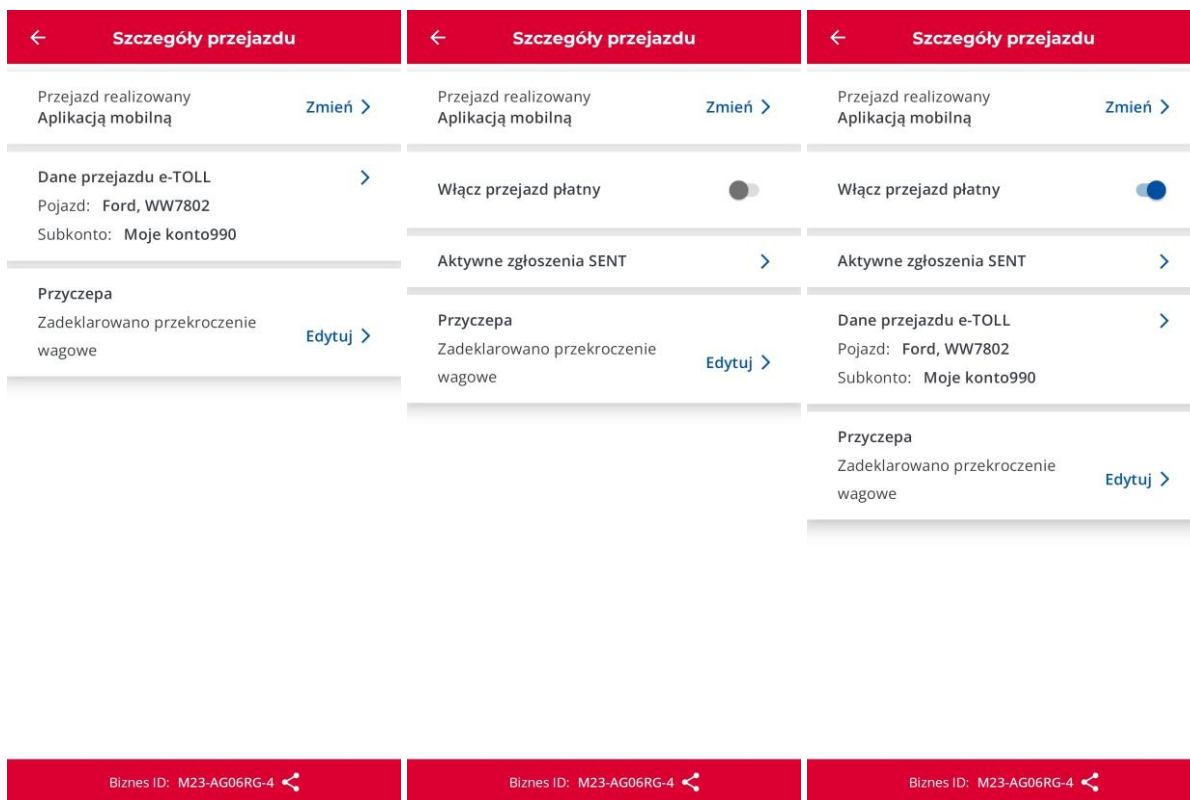 Szczegóły przejazdu
Przejazd realizowany
Aplikacją mobilną
Zmień
Dane przejazdu e-TOLL
Pojazd: Ford, WW7802
Subkonto: Moje konto990
Przyczepa
Zadeklarowano przekroczenie
wagowe
Edytuj
Biznes ID: M23-AG06RG-4
Szczegóły przejazdu
Przejazd realizowany
Aplikacją mobilną
Zmień
Włącz przejazd płatny
Aktywne zgłoszenia SENT
Przyczepa
Zadeklarowano przekroczenie
wagowe
Edytuj
Biznes ID: M23-AG06RG-4
Szczegóły przejazdu
Przejazd realizowany
Aplikacją mobilną
Zmień
Włącz przejazd płatny
Aktywne zgłoszenia SENT
Dane przejazdu e-TOLL
Pojazd: Ford, WW7802
Subkonto: Moje konto990
Przyczepa
Zadeklarowano przekroczenie
wagowe
Edytuj
Biznes ID: M23-AG06RG-4